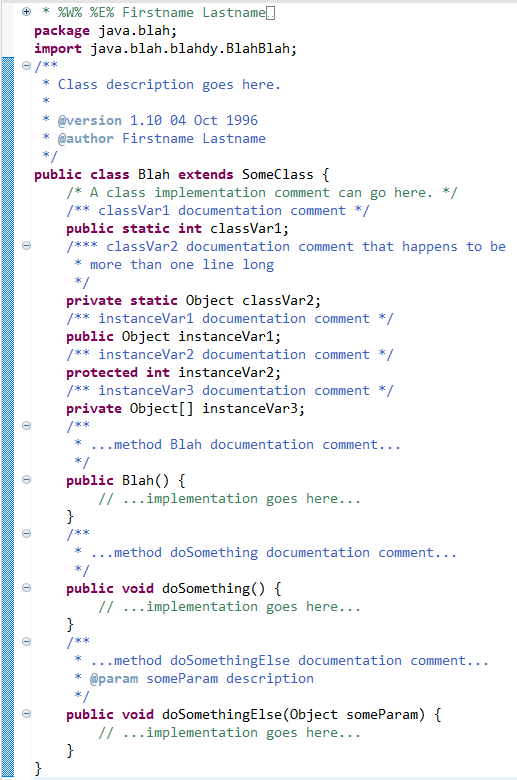 * %W% %E% Firstname Lastname
package java.blah;
import java.blah.blahdy.BlahBlah;
/**
 * Class description goes here.
 *
 * @version 1.10 04 Oct 1996
 * @author Firstname Lastname
 */
public class Blah extends SomeClass {
    /* A class implementation comment can go here. */
    /** classVar1 documentation comment */
    public static int classVar1;
    /*** classVar2 documentation comment that happens to be
     * more than one line long
     */
    private static Object classVar2;
    /** instanceVar1 documentation comment */
    public Object instanceVar1;
    /** instanceVar2 documentation comment */
    protected int instanceVar2;
    /** instanceVar3 documentation comment */
    private Object[] instanceVar3;
    /**
     * ...method Blah documentation comment...
     */
    public Blah() {
        // ...implementation goes here...
    }
    /**
     * ...method doSomething documentation comment...
     */
    public void doSomething() {
        // ...implementation goes here...
    }
    /**
     * ...method doSomethingElse documentation comment...
     * @param someParam description
     */
    public void doSomethingElse(Object someParam) {
        // ...implementation goes here...
    }
}